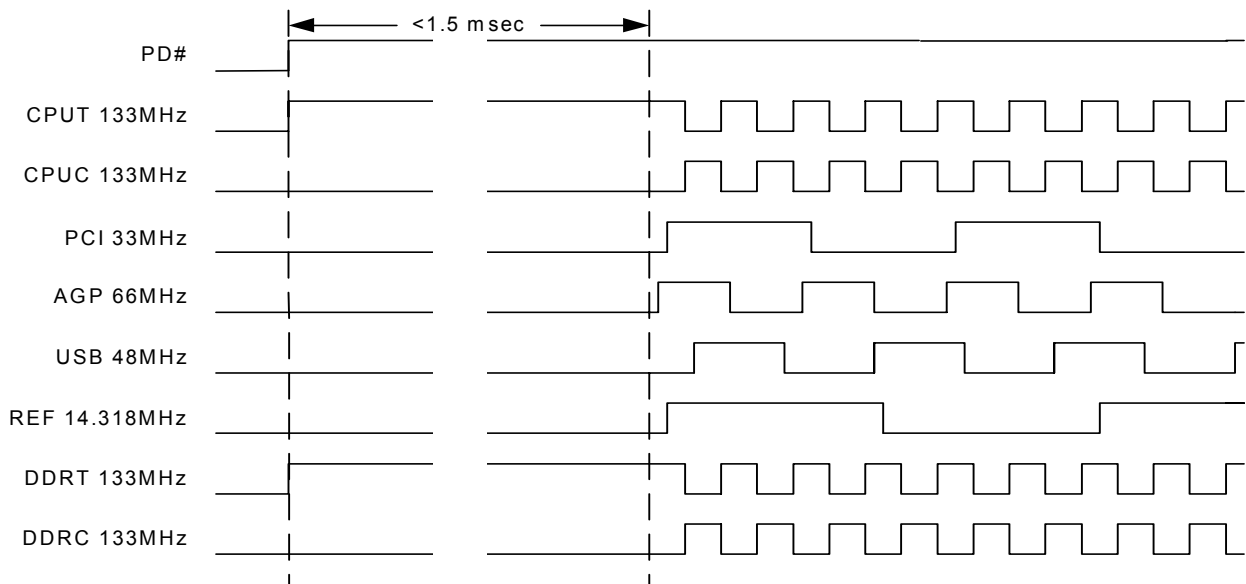 <1.5 msec
PD#
CPUT 133MHz
CPUC 133MHz
PCI 33MHz
AGP 66MHz
USB 48MHz
REF 14.318MHz
DDRT 133MHz
DDRC 133MHz